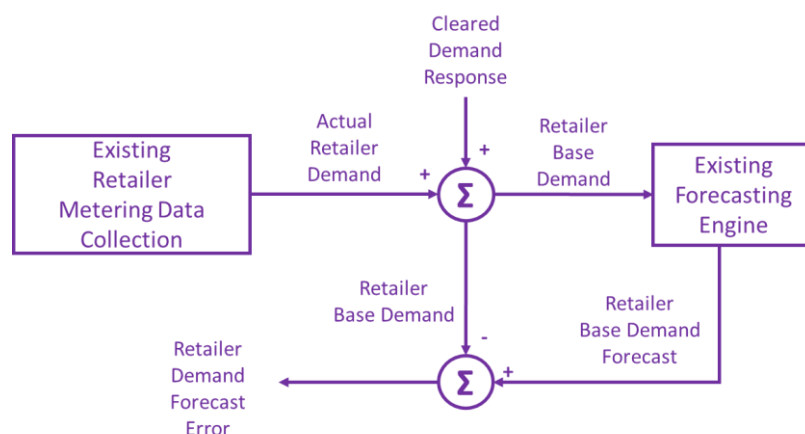 Cleared
Demand
Response
+
Actual
Retailer
Demand
+
Existing
Retailer
Metering Data
Collection
Σ
Retailer
Base
Demand
Existing
Forecasting
Engine
Retailer
Base Demand
-
Retailer
Base Demand
Forecast
+
Σ
Retailer
Demand
Forecast
Error